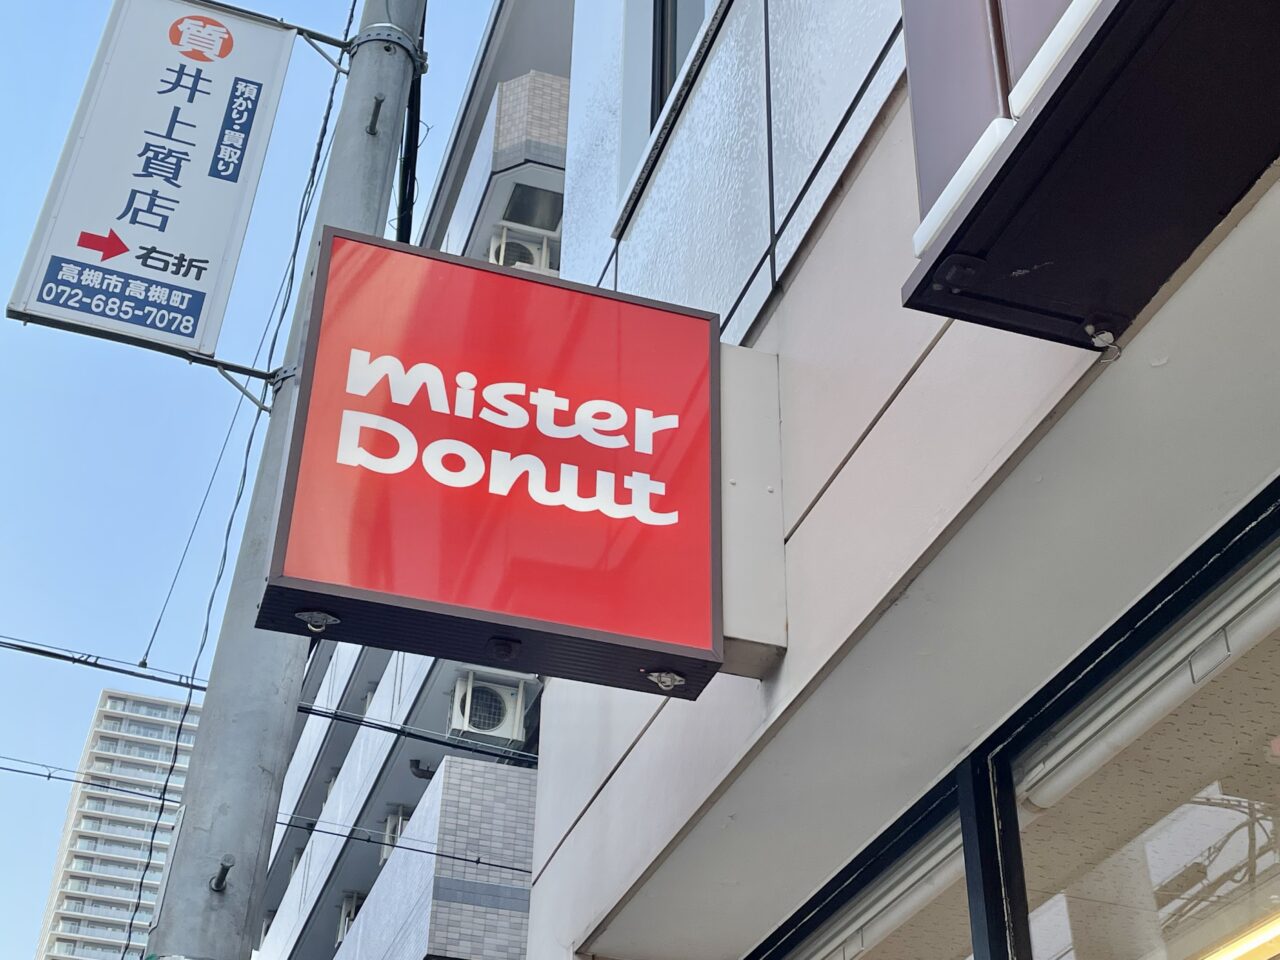 質
井上質店
預かり・買取り
右折
高槻市高槻町
072-685-7078
mister
Donut